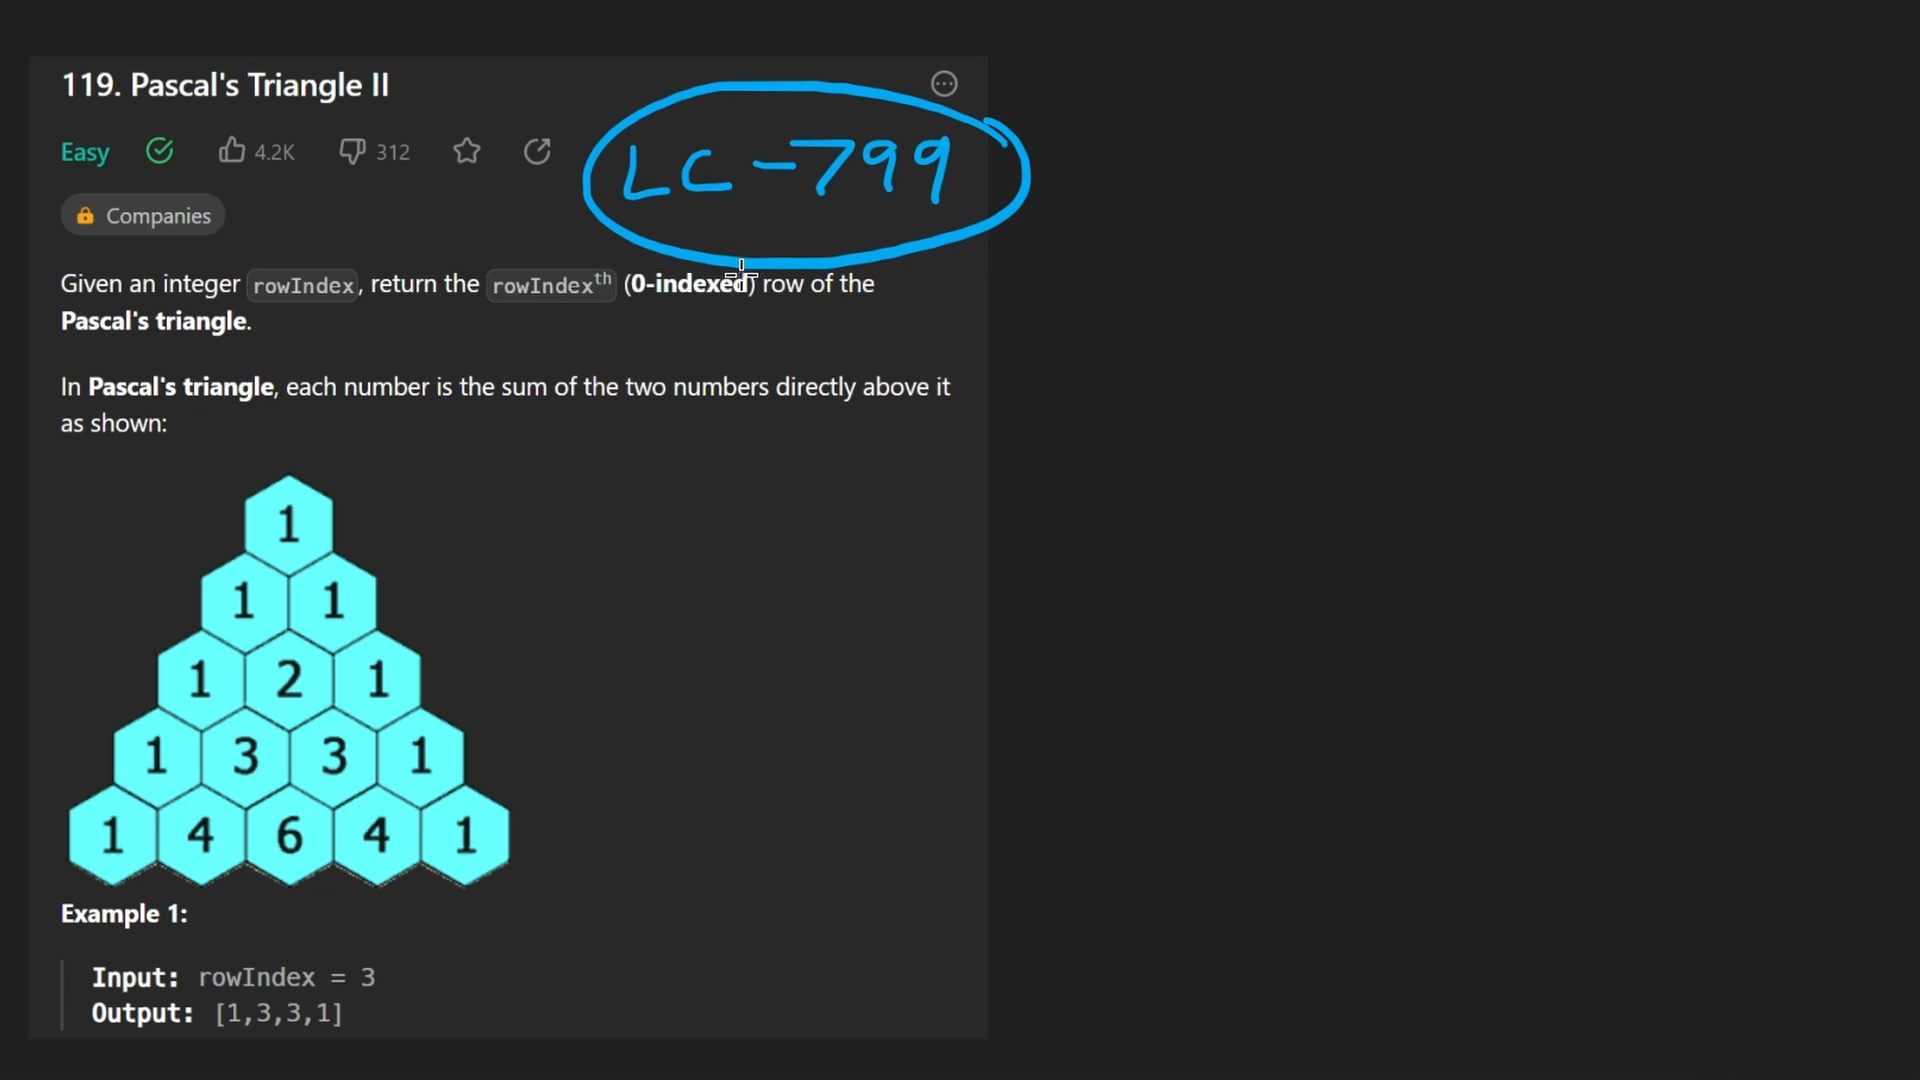 119. Pascal's Triangle II
LC-799
Easy 4.2K 312
Companies
Given an integer rowIndex, return the rowIndexth (0-indexed) row of the
Pascal's triangle.
In Pascal's triangle, each number is the sum of the two numbers directly above it
as shown:
1
1 1
1 2 1
1 3 3 1
1 4 6 4 1
Example 1:
Input: rowIndex = 3
Output: [1,3,3,1]